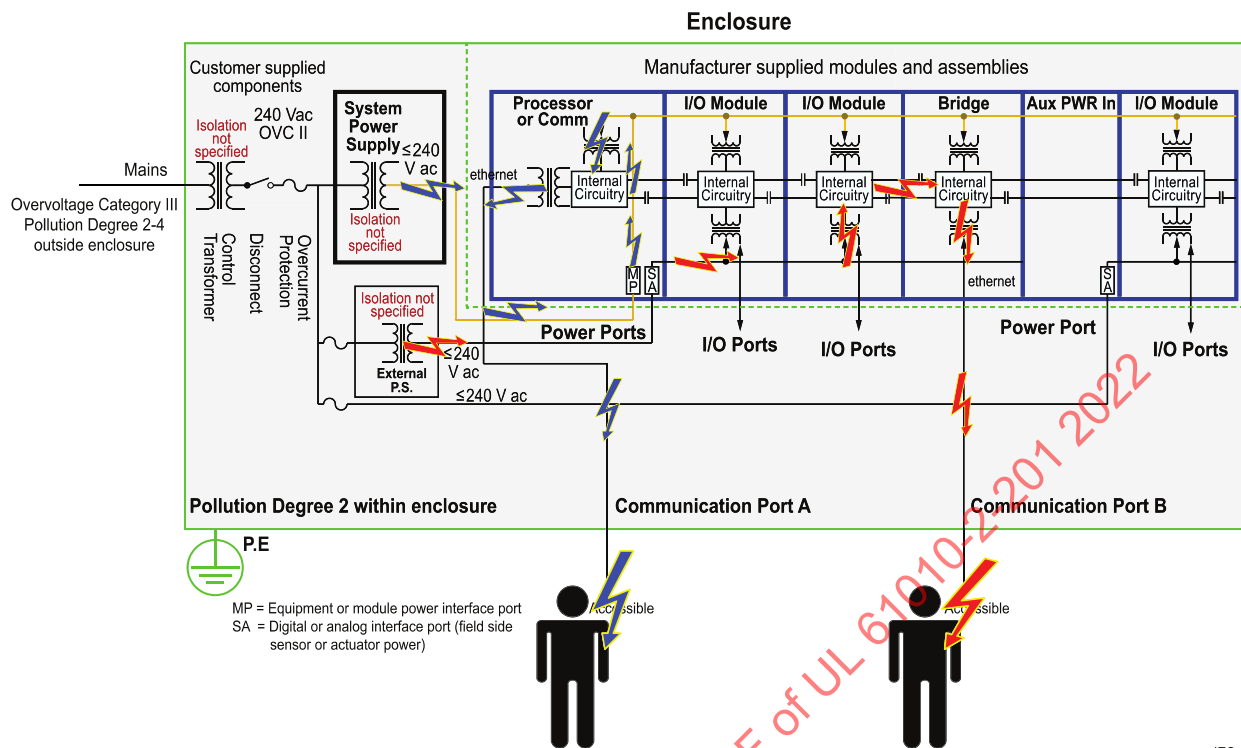 Enclosure
Customer supplied
components
Manufacturer supplied modules and assemblies
Isolation
not
specified
240 Vac
OVC II
System
Power
Supply
≤240
V ac
Isolation
not
specified
Processor
or Comm
I/O Module
I/O Module
Bridge
Aux PWR In
I/O Module
Mains
Overvoltage Category III
Pollution Degree 2-4
outside enclosure
ethernet
Internal
Circuitry
Internal
Circuitry
Internal
Circuitry
Internal
Circuitry
Internal
Circuitry
Control
Transformer
Disconnect
Overcurrent
Protection
MP
SA
ethernet
SA
Isolation not
specified
External
P.S.
≤240
V ac
Power Ports
I/O Ports
I/O Ports
Power Port
I/O Ports
≤240 V ac
Pollution Degree 2 within enclosure
Communication Port A
Communication Port B
P.E
MP = Equipment or module power interface port
SA = Digital or analog interface port (field side
sensor or actuator power)
Accessible
Accessible
of UL 61010-2-201 2022